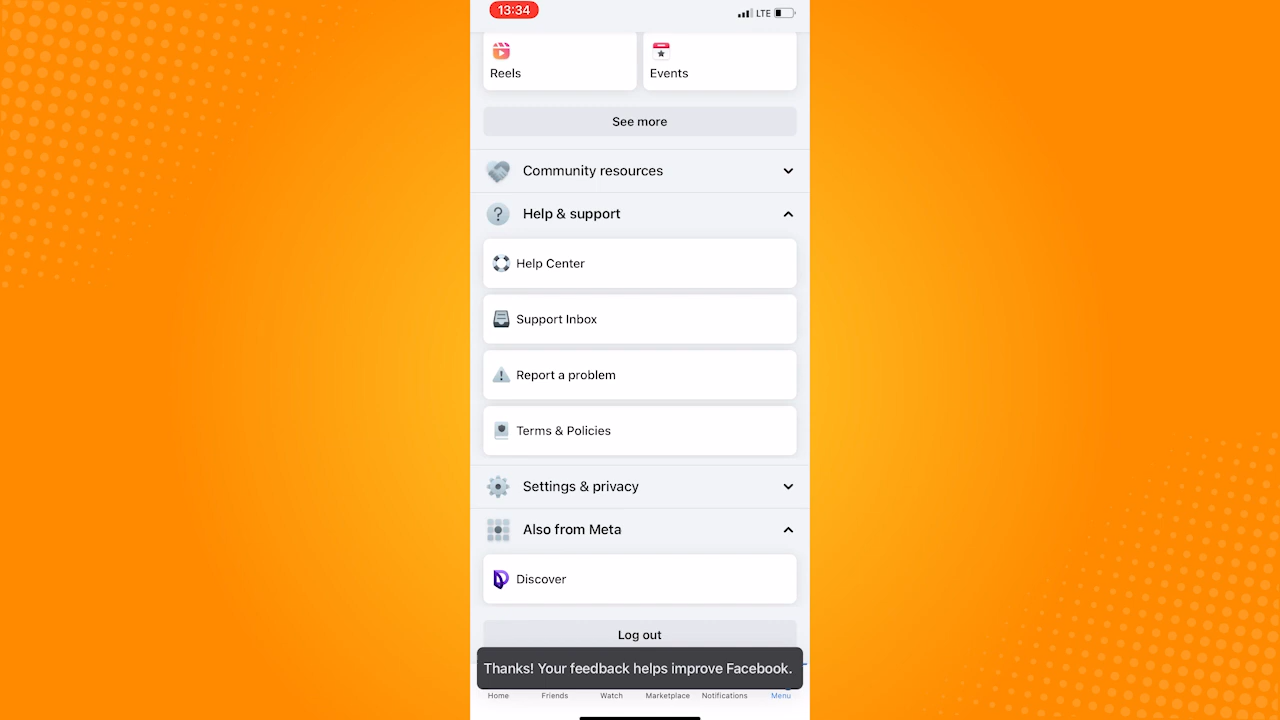 13:34
LTE
Reels
Events
See more
Community resources
Help & support
Help Center
Support Inbox
Report a problem
Terms & Policies
Settings & privacy
Also from Meta
Discover
Log out
Thanks! Your feedback helps improve Facebook.
Home
Friends
Watch
Marketplace
Notifications
Menu